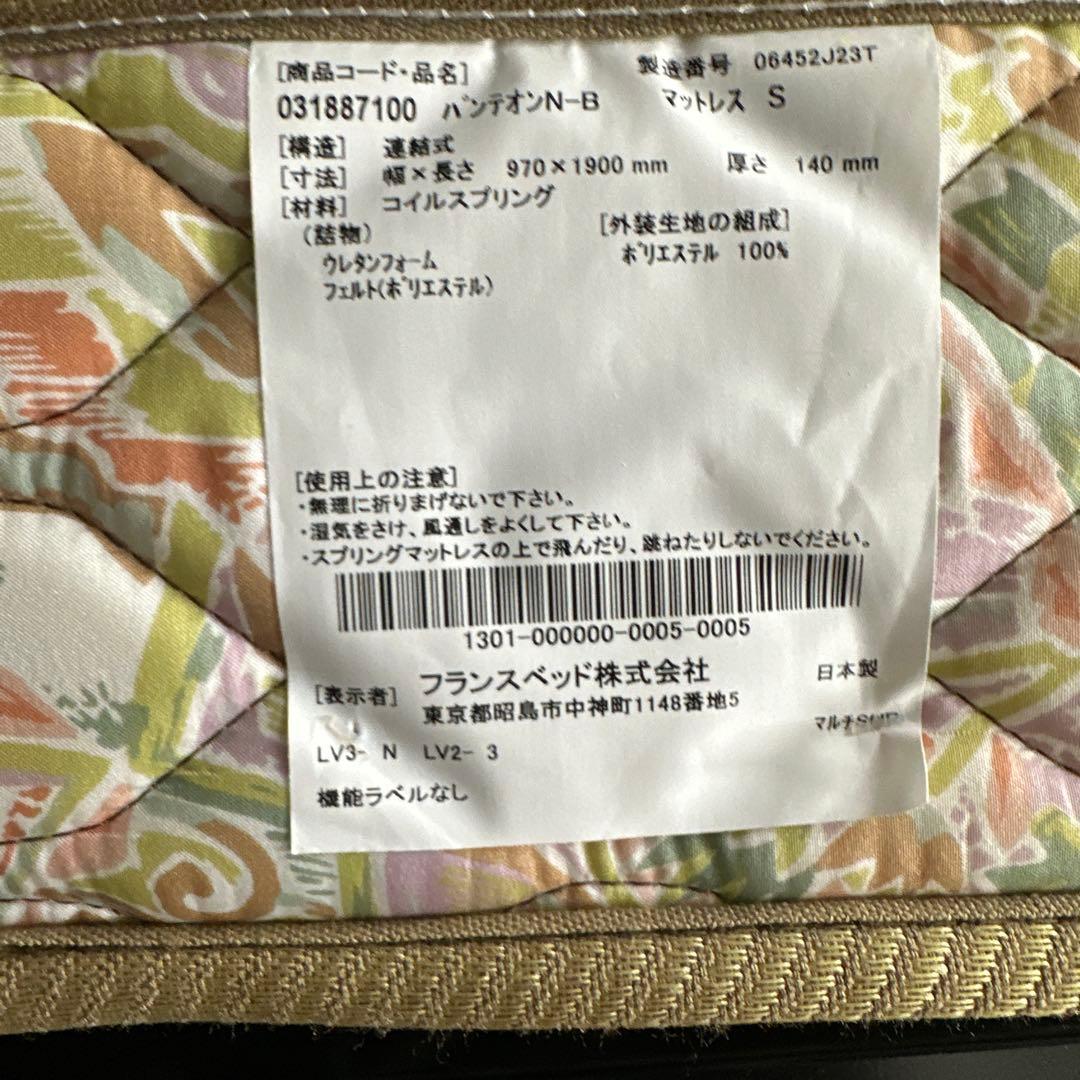 [商品コード・品名] 製造番号 06452J23T
031887100 パンテオンN-B マットレス S
[構造] 連結式
[寸法] 幅×長さ 970×1900 mm 厚さ 140 mm
[材料] コイルスプリング
(詰物) [外装生地の組成]
ウレタンフォーム ポリエステル 100%
フェルト(ポリエステル)
[使用上の注意]
・無理に折りまげないで下さい。
・湿気をさけ、風通しをよくして下さい。
・スプリングマットレスの上で飛んだり、跳ねたりしないでください。
1301-000000-0005-0005
[表示者] フランスベッド株式会社 日本製
東京都昭島市中神町1148番地5
マルチ
LV3- N LV2- 3
機能ラベルなし